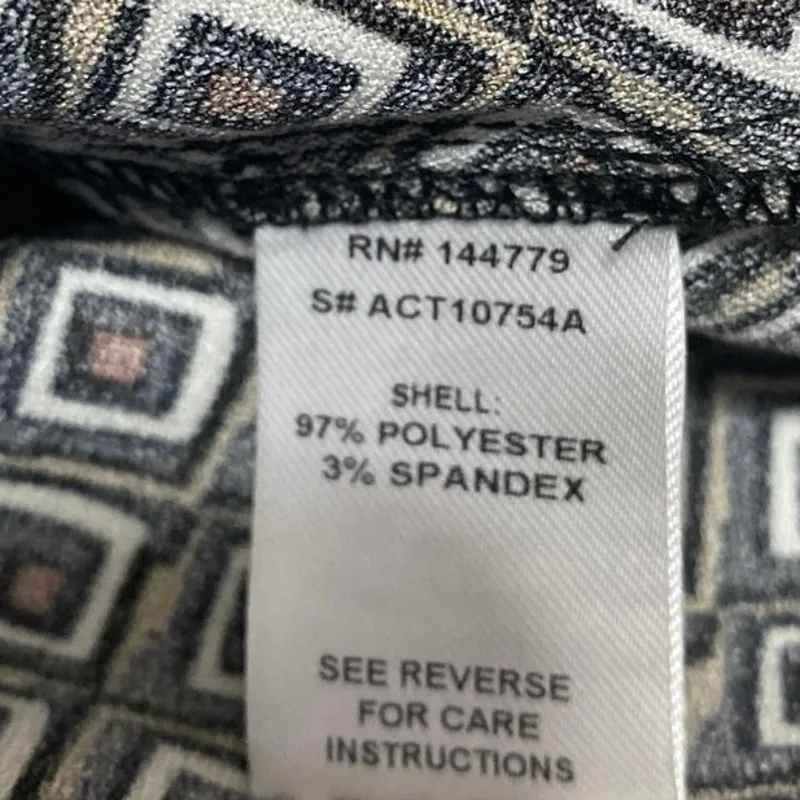 RN# 144779
S# ACT10754A
SHELL:
97% POLYESTER
3% SPANDEX
SEE REVERSE
FOR CARE
INSTRUCTIONS